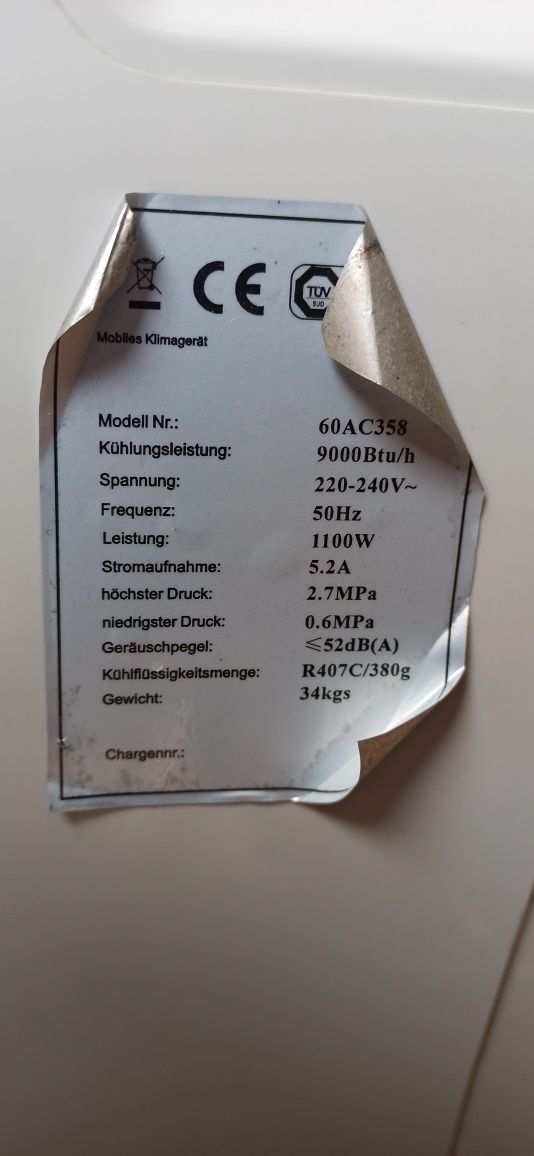 CE
TÜV
SÜD
Mobiles Klimagerät
Modell Nr.: 60AC358
Kühlungsleistung: 9000Btu/h
Spannung: 220-240V~
Frequenz: 50Hz
Leistung: 1100W
Stromaufnahme: 5.2A
höchster Druck: 2.7MPa
niedrigster Druck: 0.6MPa
Geräuschpegel: ≤52dB(A)
Kühlflüssigkeitsmenge: R407C/380g
Gewicht: 34kgs
Chargennr.: